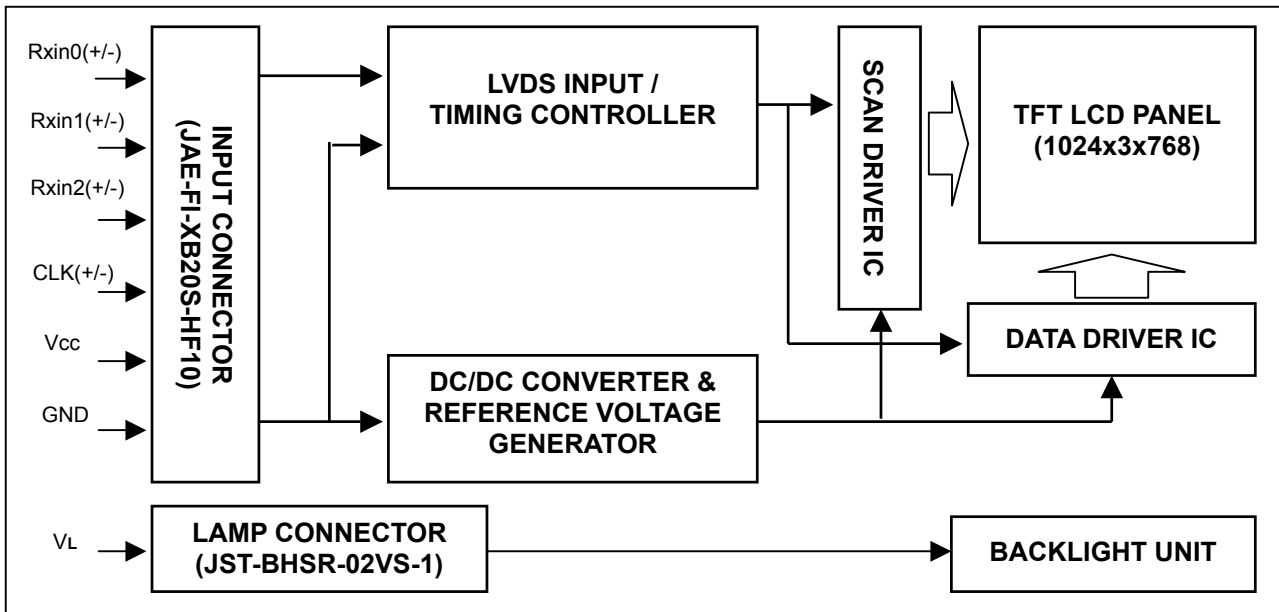 Rxin0(+/-)
Rxin1(+/-)
Rxin2(+/-)
CLK(+/-)
Vcc
GND
INPUT CONNECTOR
(JAE-FI-XB20S-HF10)
LVDS INPUT /
TIMING CONTROLLER
SCAN DRIVER IC
TFT LCD PANEL
(1024x3x768)
DC/DC CONVERTER &
REFERENCE VOLTAGE
GENERATOR
DATA DRIVER IC
VL
LAMP CONNECTOR
(JST-BHSR-02VS-1)
BACKLIGHT UNIT